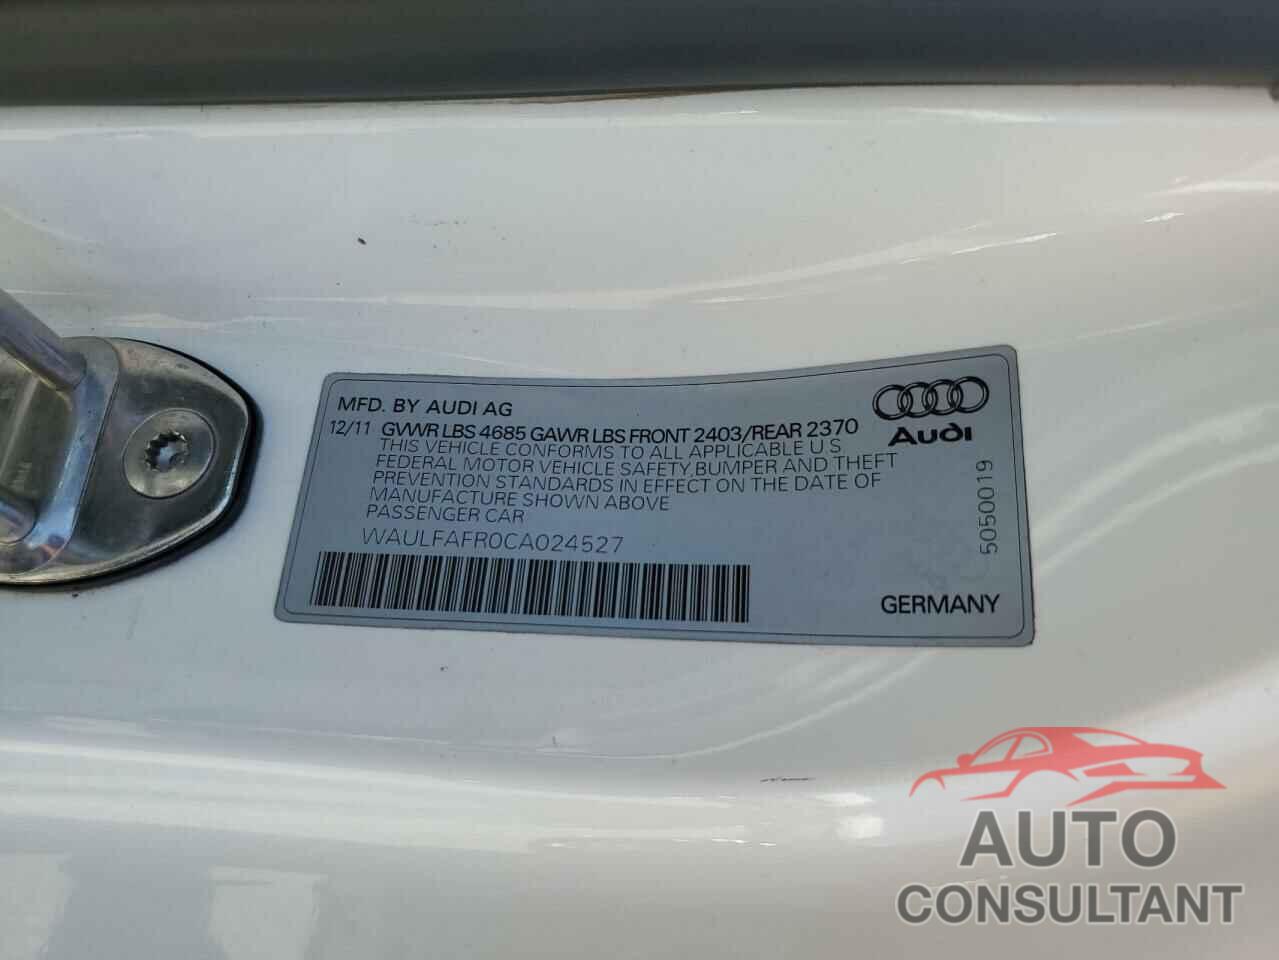 MFD. BY AUDI AG
12/11 GVWR LBS 4685 GAWR LBS FRONT 2403/REAR 2370
THIS VEHICLE CONFORMS TO ALL APPLICABLE U S
FEDERAL MOTOR VEHICLE SAFETY, BUMPER AND THEFT
PREVENTION STANDARDS IN EFFECT ON THE DATE OF
MANUFACTURE SHOWN ABOVE
PASSENGER CAR
WAULFAFR0CA024527
Audi
5050019
GERMANY
AUTO
CONSULTANT